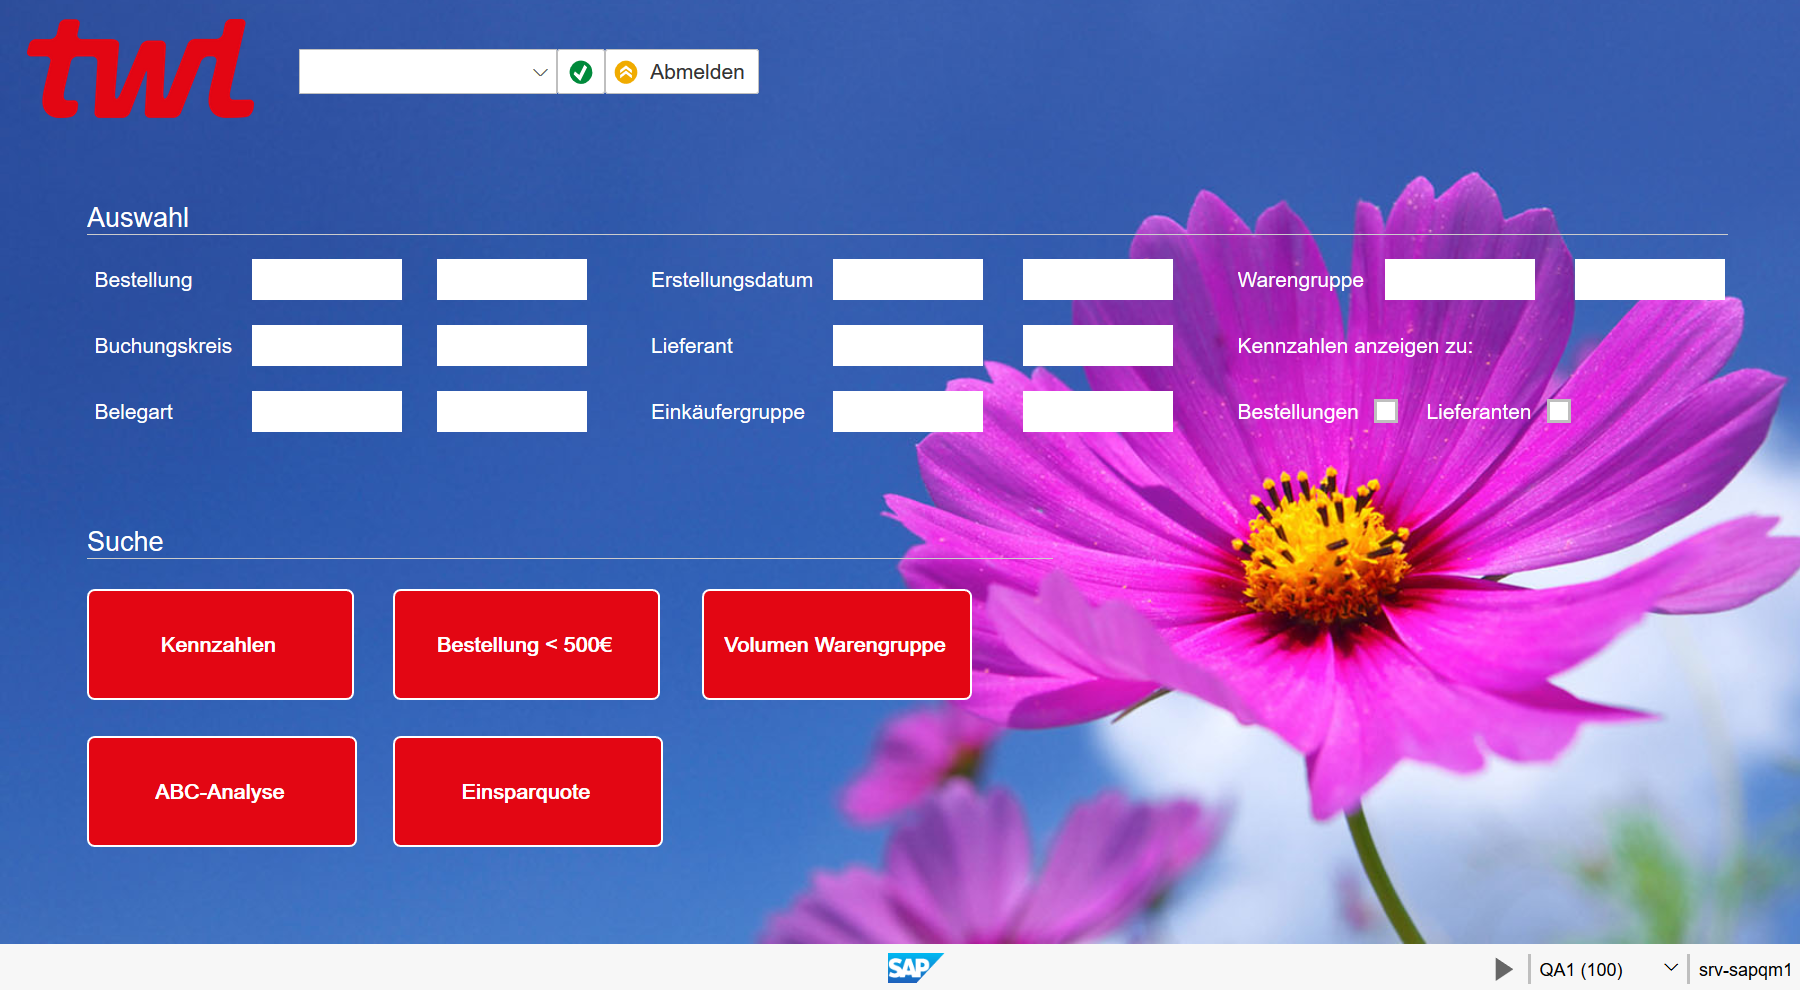 twl
Abmelden
Auswahl
Bestellung Erstellungsdatum Warengruppe
Buchungskreis Lieferant Kennzahlen anzeigen zu:
Belegart Einkäufergruppe Bestellungen Lieferanten
Suche
Kennzahlen Bestellung < 500€ Volumen Warengruppe
ABC-Analyse Einsparquote
SAP QA1 (100) srv-sapqm1